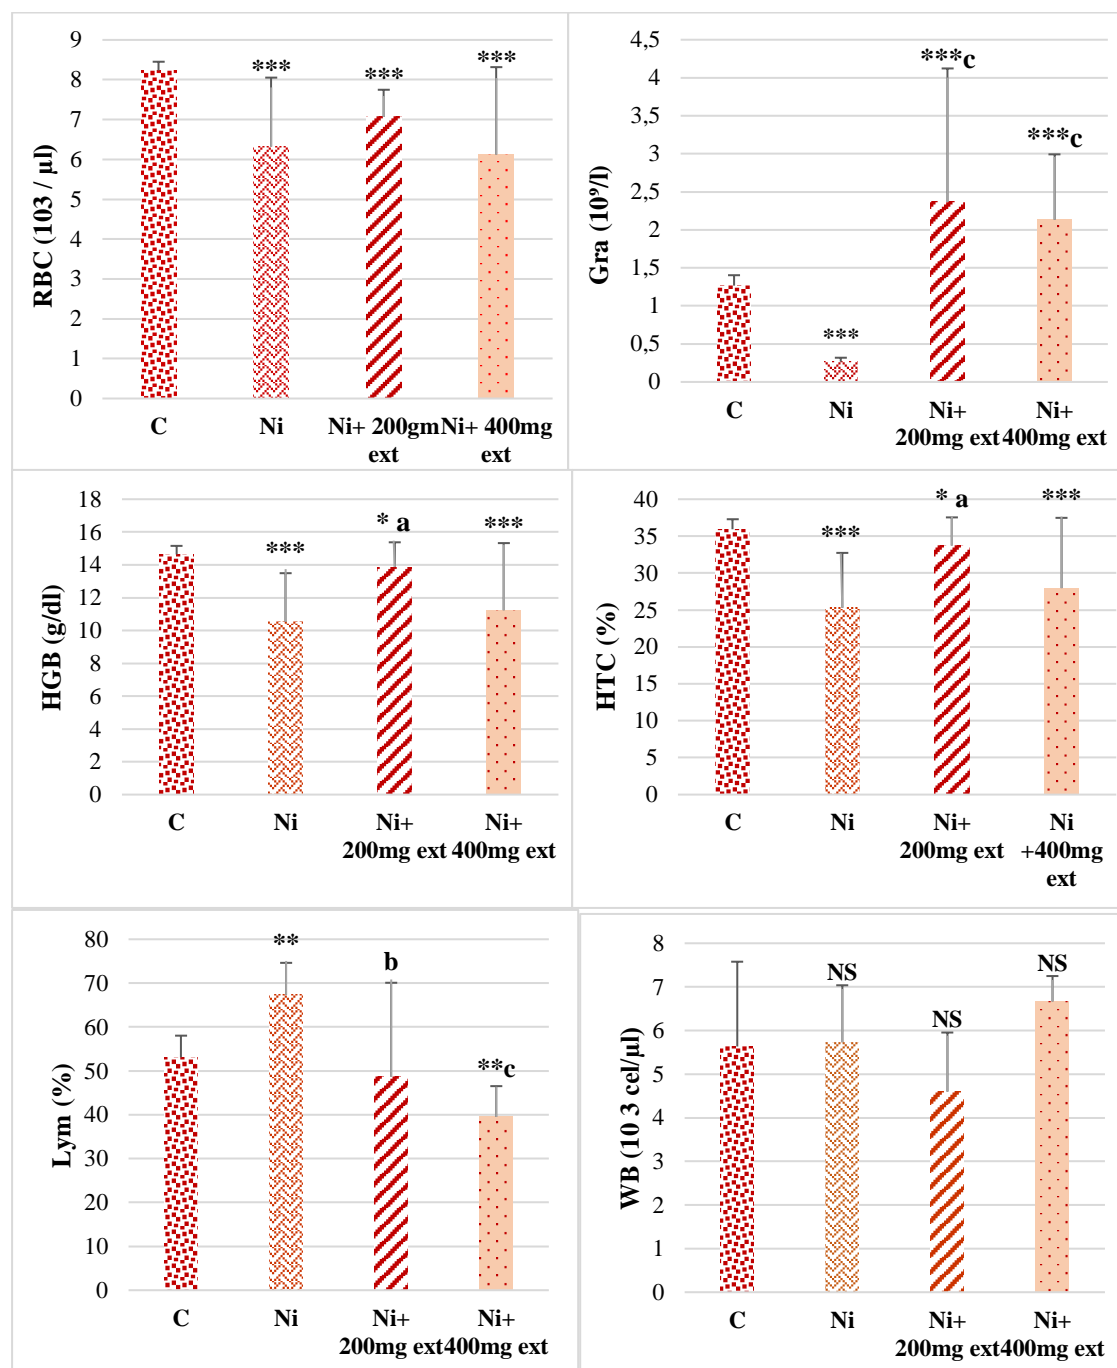 9
8
7
6
5
4
3
2
1
0
RBC (103 / µl)
***
***
***
C
Ni
Ni+ 200gm
ext
Ni+ 400mg
ext
4,5
4
3,5
3
2,5
2
1,5
1
0,5
0
Gra (10⁹/l)
***
***c
***c
C
Ni
Ni+
200mg ext
Ni+
400mg ext
18
16
14
12
10
8
6
4
2
0
HGB (g/dl)
***
* a
***
C
Ni
Ni+
200mg ext
Ni+
400mg ext
40
35
30
25
20
15
10
5
0
HTC (%)
***
* a
***
C
Ni
Ni+
200mg ext
Ni
+400mg
ext
80
70
60
50
40
30
20
10
0
Lym (%)
**
b
**c
C
Ni
Ni+
200mg ext
Ni+
400mg ext
8
7
6
5
4
3
2
1
0
WB (10 3 cel/µl)
NS
NS
NS
C
Ni
Ni+
200mg ext
Ni+
400mg ext